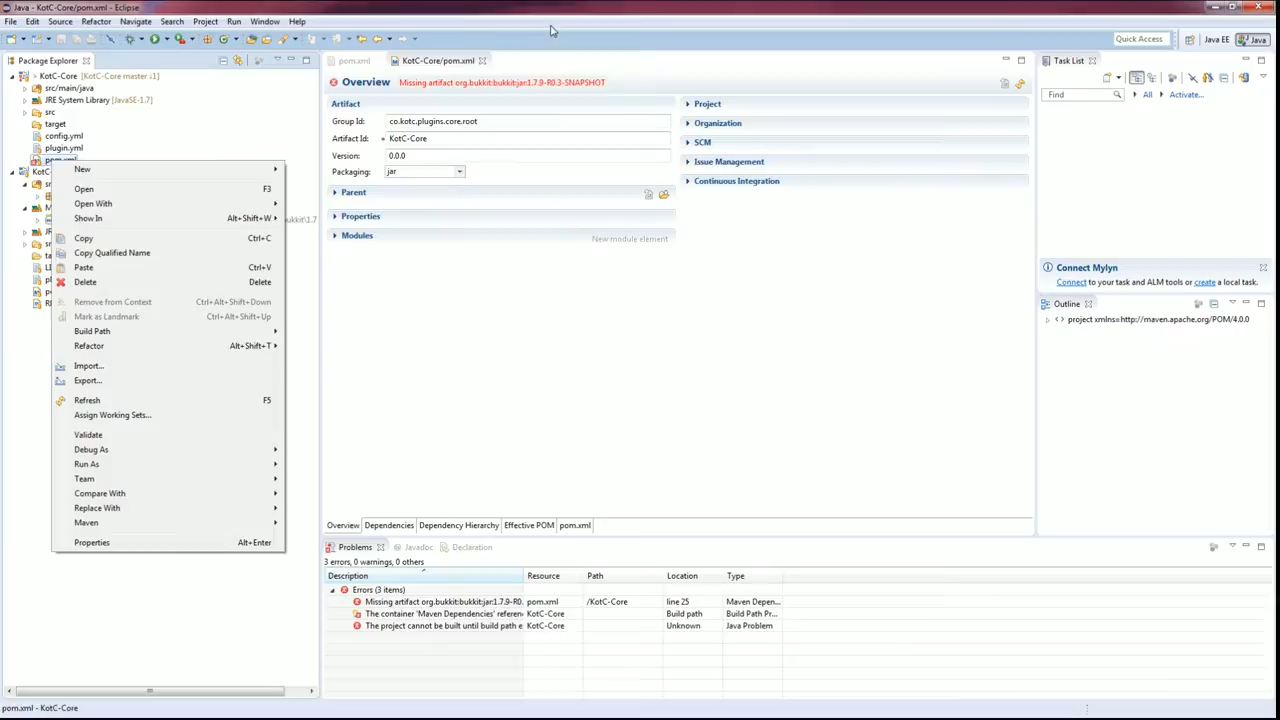 Java - KotC-Core/pom.xml - Eclipse
File Edit Source Refactor Navigate Search Project Run Window Help
Quick Access Java EE Java
Package Explorer
KotC-Core [KotC-Core master ↓1]
src/main/java
JRE System Library [JavaSE-1.7]
src
target
config.yml
plugin.yml
pom.xml
New
Open F3
Open With
Show In Alt+Shift+W
Copy Ctrl+C
Copy Qualified Name
Paste Ctrl+V
Delete Delete
Remove from Context Ctrl+Alt+Shift+Down
Mark as Landmark Ctrl+Alt+Shift+Up
Build Path
Refactor Alt+Shift+T
Import...
Export...
Refresh F5
Assign Working Sets...
Validate
Debug As
Run As
Team
Compare With
Replace With
Maven
Properties Alt+Enter
pom.xml KotC-Core/pom.xml
Overview Missing artifact org.bukkit:bukkit:jar:1.7.9-R0.3-SNAPSHOT
Artifact
Group Id: co.kotc.plugins.core.root
Artifact Id: * KotC-Core
Version: 0.0.0
Packaging: jar
Parent
Properties
Modules New module element
Project
Organization
SCM
Issue Management
Continuous Integration
Overview Dependencies Dependency Hierarchy Effective POM pom.xml
Problems Javadoc Declaration
3 errors, 0 warnings, 0 others
Description Resource Path Location Type
Errors (3 items)
Missing artifact org.bukkit:bukkit:jar:1.7.9-R0. pom.xml /KotC-Core line 25 Maven Depen...
The container 'Maven Dependencies' referen KotC-Core Build path Build Path Pr...
The project cannot be built until build path e KotC-Core Unknown Java Problem
Task List
Find All Activate...
Connect Mylyn
Connect to your task and ALM tools or create a local task.
Outline
project xmlns=http://maven.apache.org/POM/4.0.0
pom.xml - KotC-Core